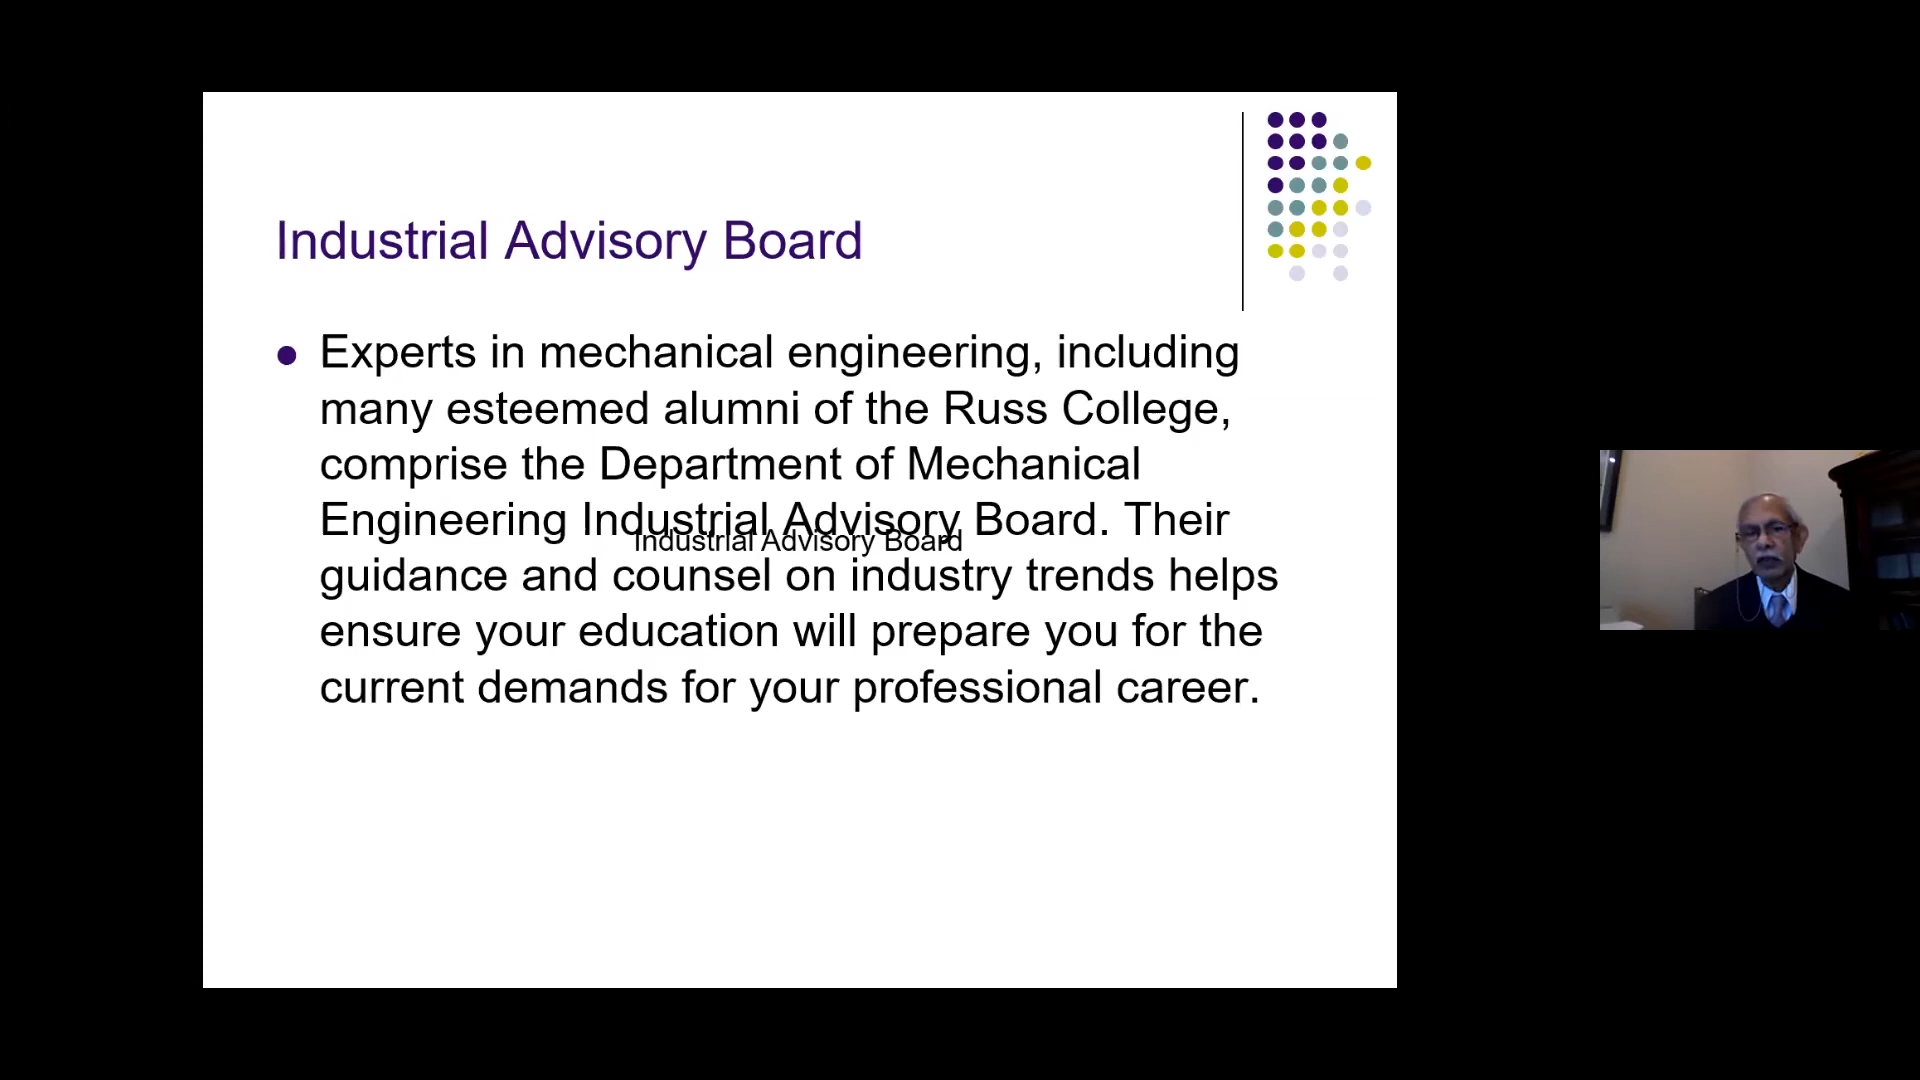 Industrial Advisory Board
Experts in mechanical engineering, including
many esteemed alumni of the Russ College,
comprise the Department of Mechanical
Engineering Industrial Advisory Board. Their
Industrial Advisory Board
guidance and counsel on industry trends helps
ensure your education will prepare you for the
current demands for your professional career.